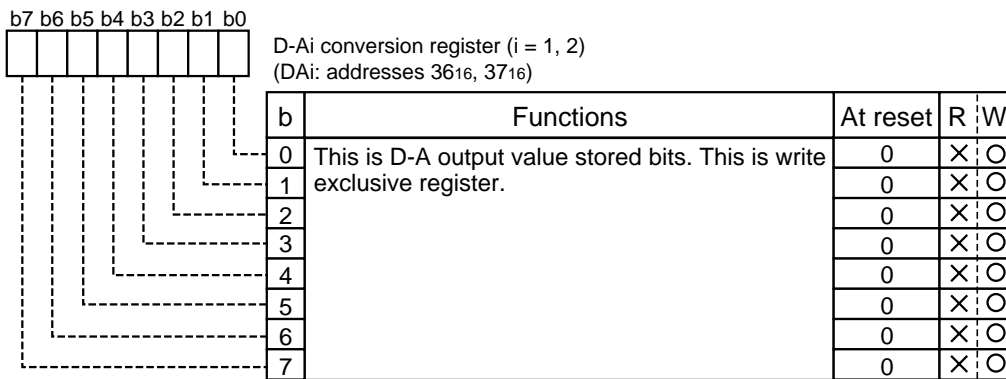 b7 b6 b5 b4 b3 b2 b1 b0
D-Ai conversion register (i = 1, 2)
(DAi: addresses 3616, 3716)
b Functions At reset R W
0 This is D-A output value stored bits. This is write 0 × O
1 exclusive register. 0 × O
2 0 × O
3 0 × O
4 0 × O
5 0 × O
6 0 × O
7 0 × O